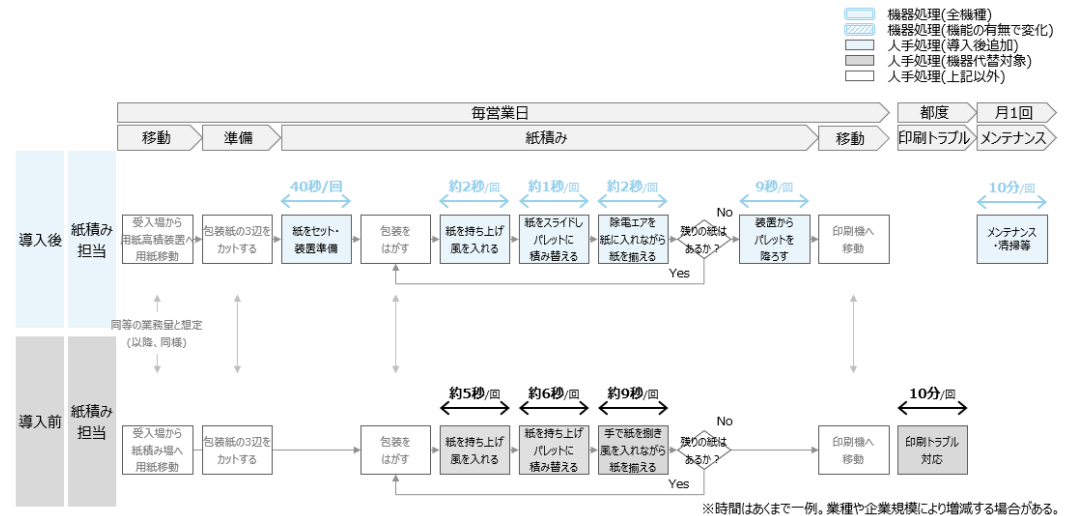 機器処理(全機種)
機器処理(機能の有無で変化)
人手処理(導入後追加)
人手処理(機器代替対象)
人手処理(上記以外)
毎営業日
都度
月1回
移動
準備
紙積み
移動
印刷トラブル
メンテナンス
導入後
紙積み
担当
40秒/回
約2秒/回
約1秒/回
約2秒/回
9秒/回
10分/回
受入場から
用紙高積装置へ
用紙移動
包装紙の3辺を
カットする
紙をセット・
装置準備
包装を
はがす
紙を持ち上げ
風を入れる
紙をスライドし
パレットに
積み替える
除電エアを
紙に入れながら
紙を揃える
残りの紙は
あるか?
No
Yes
装置から
パレットを
降ろす
印刷機へ
移動
メンテナンス
・清掃等
同等の業務量と想定
(以降、同様)
導入前
紙積み
担当
約5秒/回
約6秒/回
約9秒/回
10分/回
受入場から
紙積み場へ
用紙移動
包装紙の3辺を
カットする
包装を
はがす
紙を持ち上げ
風を入れる
紙を持ち上げ
パレットに
積み替える
手で紙を捌き
風を入れながら
紙を揃える
残りの紙は
あるか?
No
Yes
印刷機へ
移動
印刷トラブル
対応
※時間はあくまで一例。業種や企業規模により増減する場合がある。